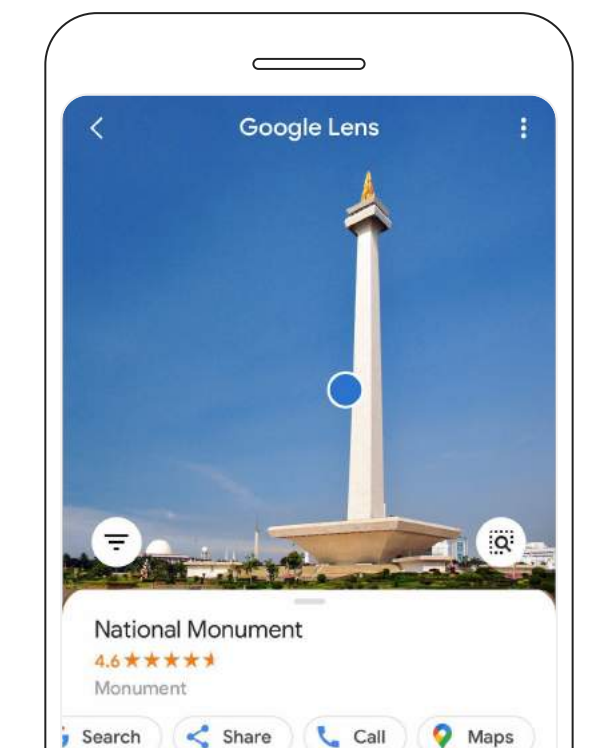 Google Lens
National Monument
4.6
Monument
Search Share Call Maps